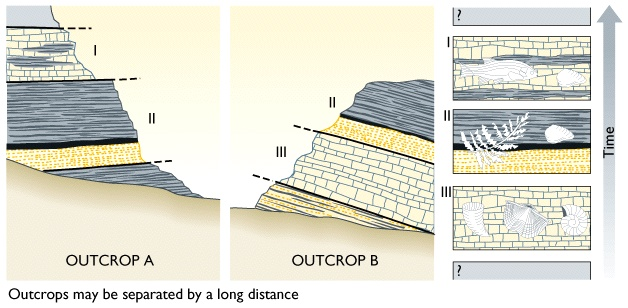 I
II
OUTCROP A
II
III
OUTCROP B
?
I
II
III
?
Time
Outcrops may be separated by a long distance